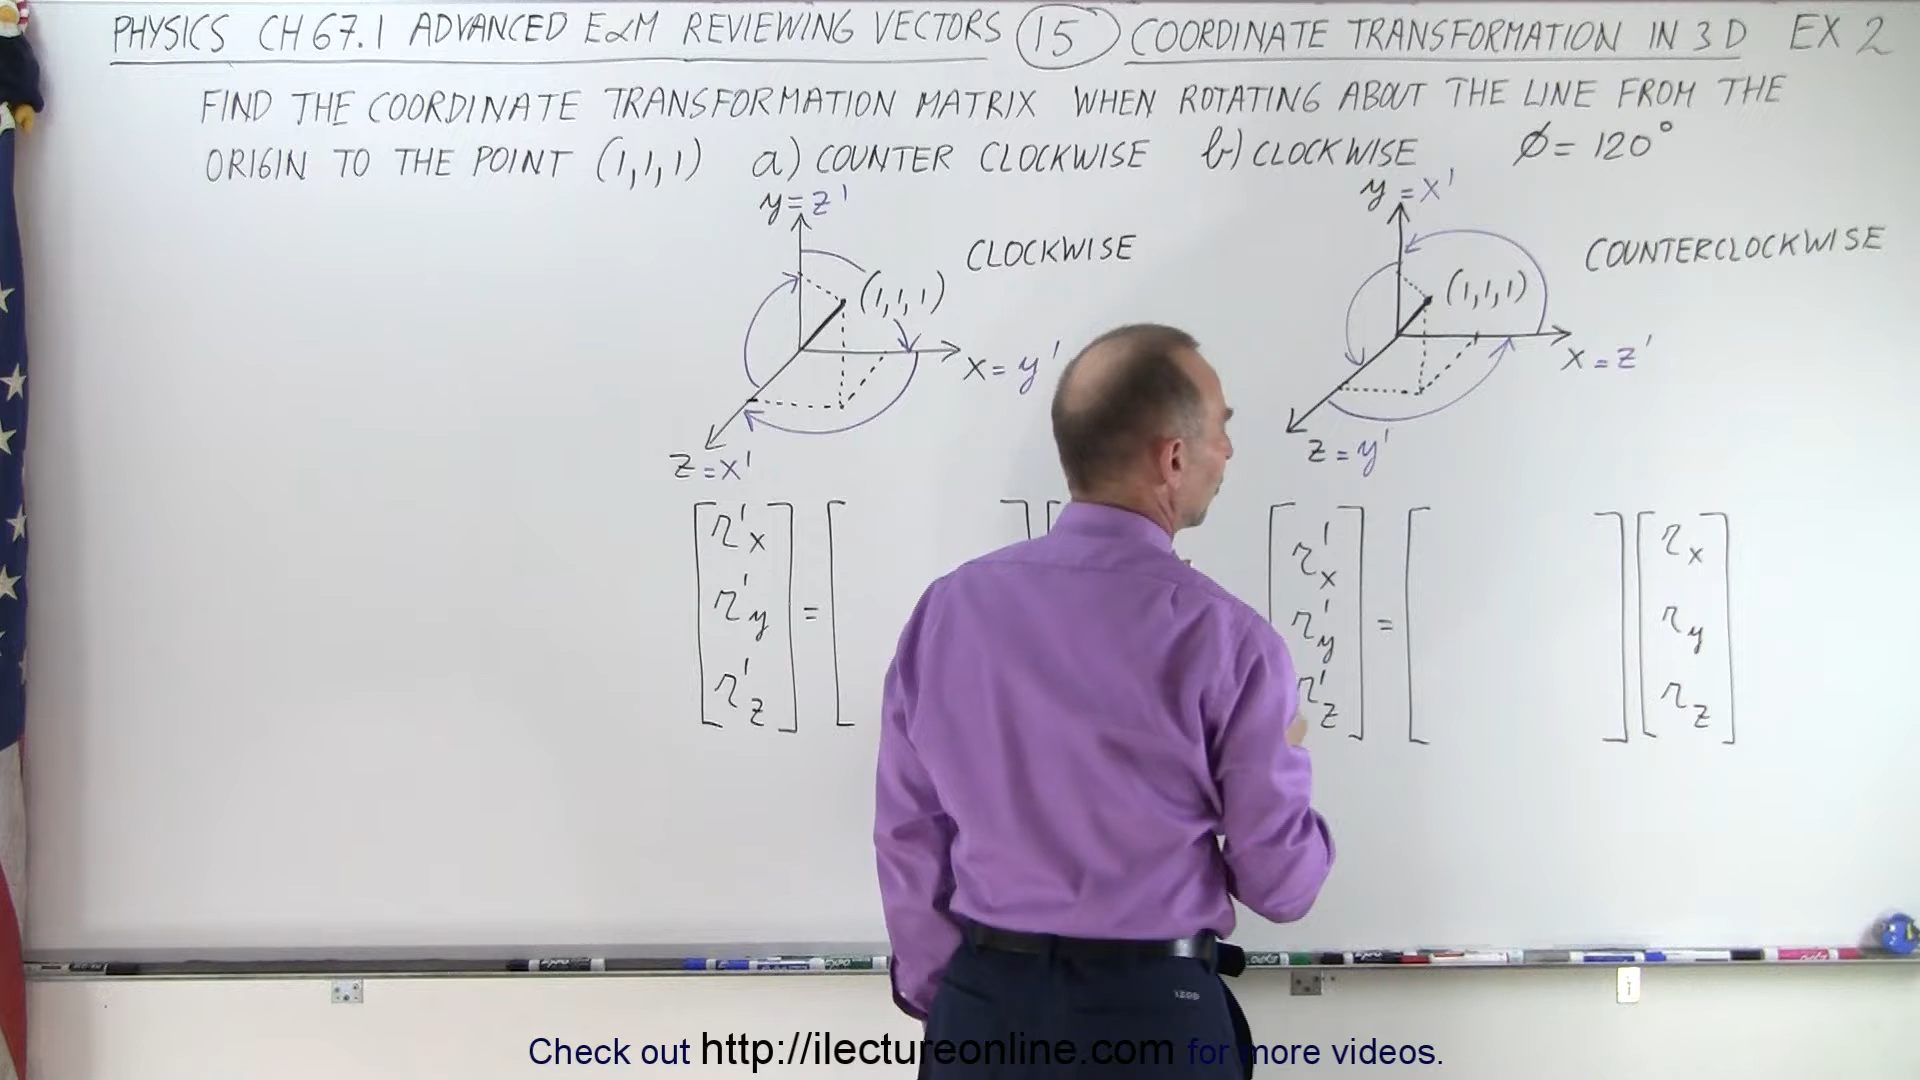 PHYSICS CH 67.1 ADVANCED E&M REVIEWING VECTORS 15 COORDINATE TRANSFORMATION IN 3D EX 2
FIND THE COORDINATE TRANSFORMATION MATRIX WHEN ROTATING ABOUT THE LINE FROM THE
ORIGIN TO THE POINT (1,1,1) a) COUNTER CLOCKWISE b) CLOCKWISE ∅ = 120°
y = z'
CLOCKWISE
(1,1,1)
x = y'
z = x'
y = x'
COUNTERCLOCKWISE
(1,1,1)
x = z'
z = y'
[r'x r'y r'z] = [ ] [
[r'x r'y r'z] = [ ] [rx ry rz]
IZOD
Check out http://ilectureonline.com for more videos.